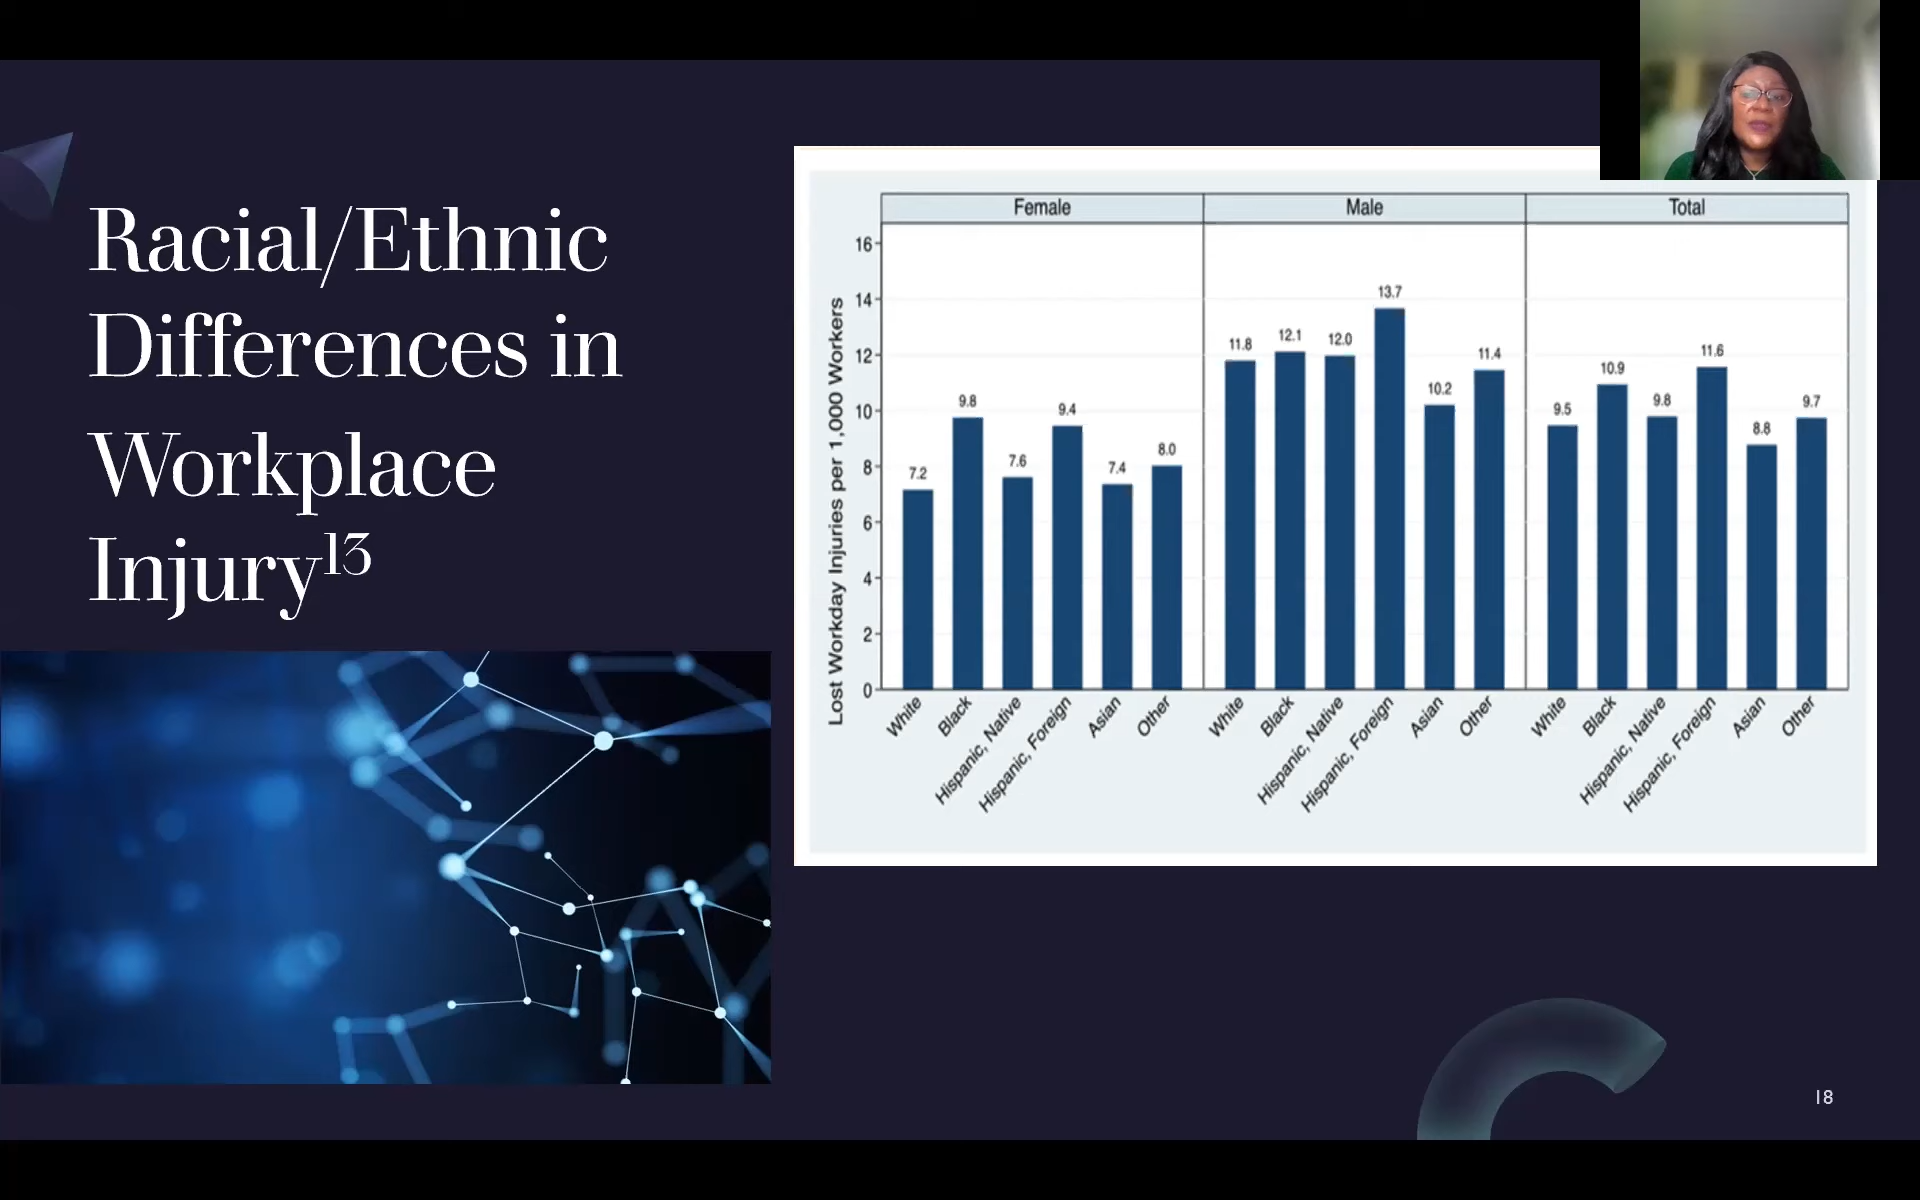 Racial/Ethnic
Differences in
Workplace
Injury13
Female Male Total
Lost Workday Injuries per 1,000 Workers
16
14
12
10
8
6
4
2
0
7.2 9.8 7.6 9.4 7.4 8.0
11.8 12.1 12.0 13.7 10.2 11.4
9.5 10.9 9.8 11.6 8.8 9.7
White Black Hispanic, Native Hispanic, Foreign Asian Other
White Black Hispanic, Native Hispanic, Foreign Asian Other
White Black Hispanic, Native Hispanic, Foreign Asian Other
18